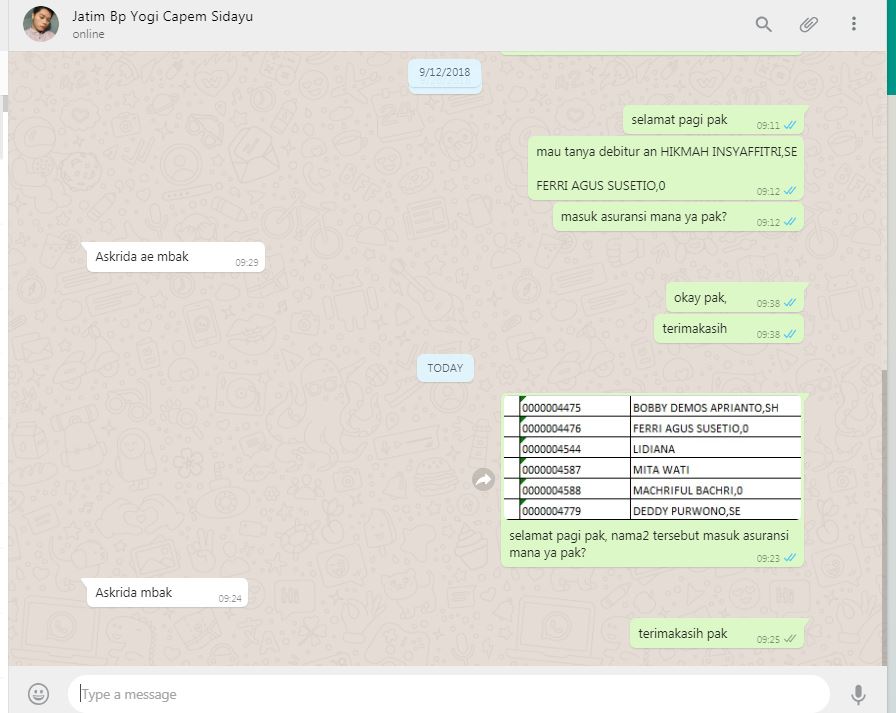 Jatim Bp Yogi Capem Sidayu
online
9/12/2018
selamat pagi pak
09:11
mau tanya debitur an HIKMAH INSYAFFITRI,SE
FERRI AGUS SUSETIO,0
09:12
masuk asuransi mana ya pak?
09:12
Askrida ae mbak
09:29
okay pak,
09:38
terimakasih
09:38
TODAY
0000004475 BOBBY DEMOS APRIANTO,SH
0000004476 FERRI AGUS SUSETIO,0
0000004544 LIDIANA
0000004587 MITA WATI
0000004588 MACHRIFUL BACHRI,0
0000004779 DEDDY PURWONO,SE
selamat pagi pak, nama2 tersebut masuk asuransi
mana ya pak?
09:23
Askrida mbak
09:24
terimakasih pak
09:25
Type a message